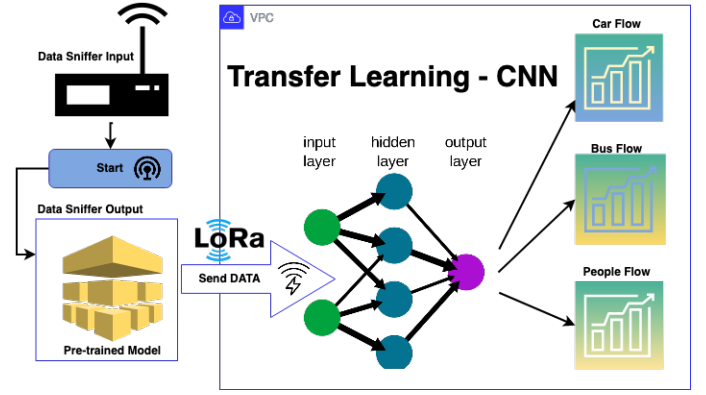 VPC
Data Sniffer Input
Car Flow
Transfer Learning - CNN
input
layer
hidden
layer
output
layer
Start
Bus Flow
Data Sniffer Output
LoRa
Send DATA
People Flow
Pre-trained Model